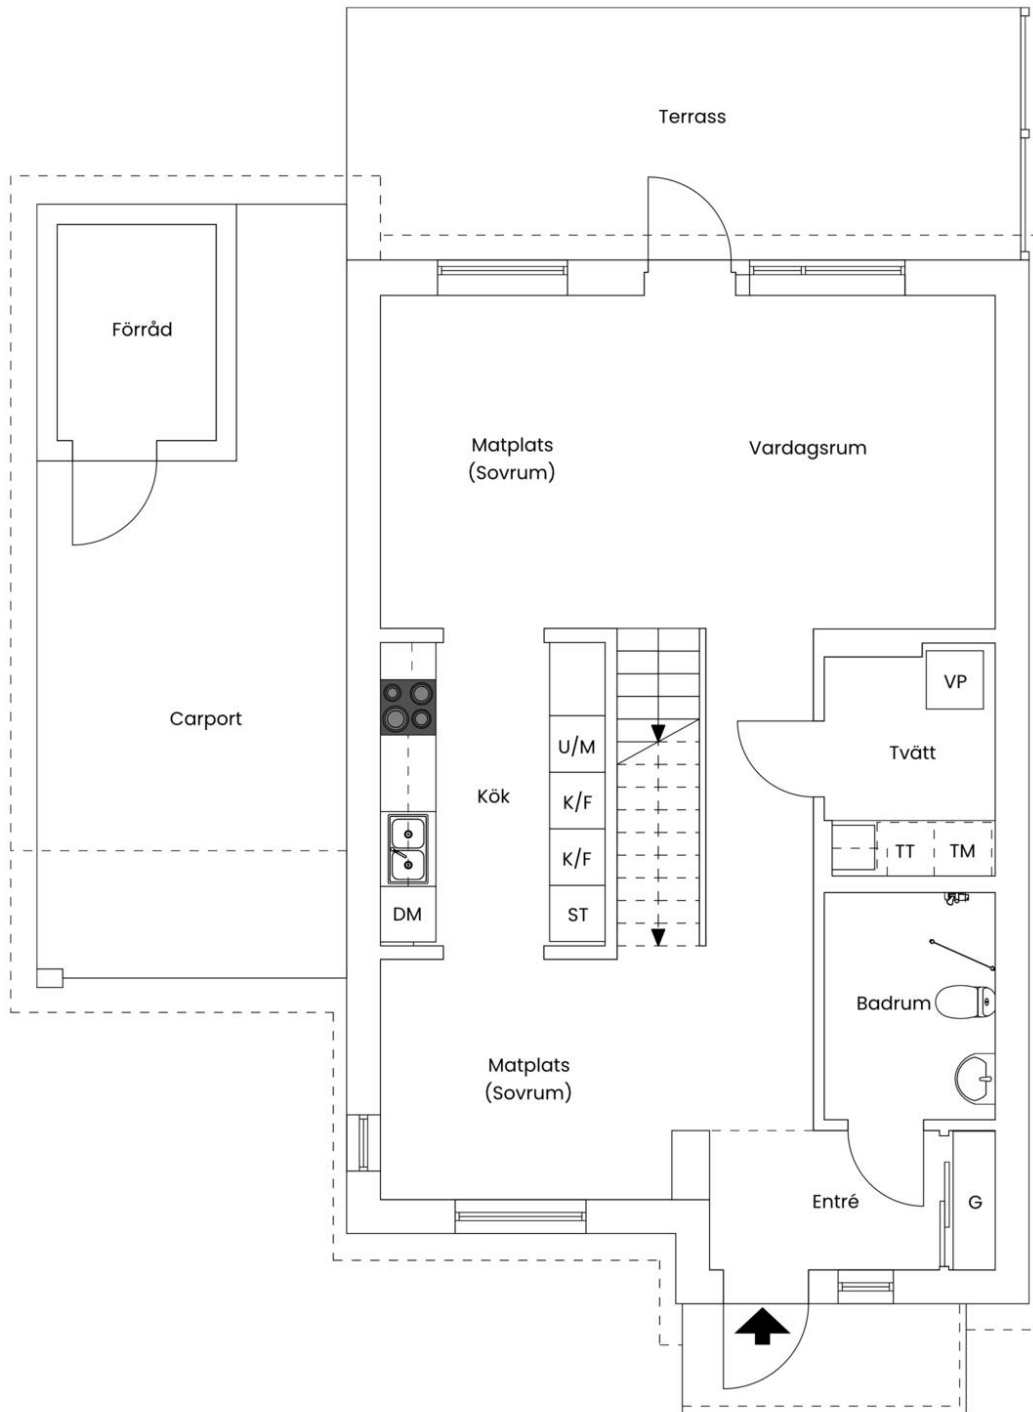 Terrass
Förråd
Matplats
(Sovrum)
Vardagsrum
Carport
Kök
U/M
K/F
K/F
ST
DM
VP
Tvätt
TT
TM
Badrum
Matplats
(Sovrum)
Entré
G